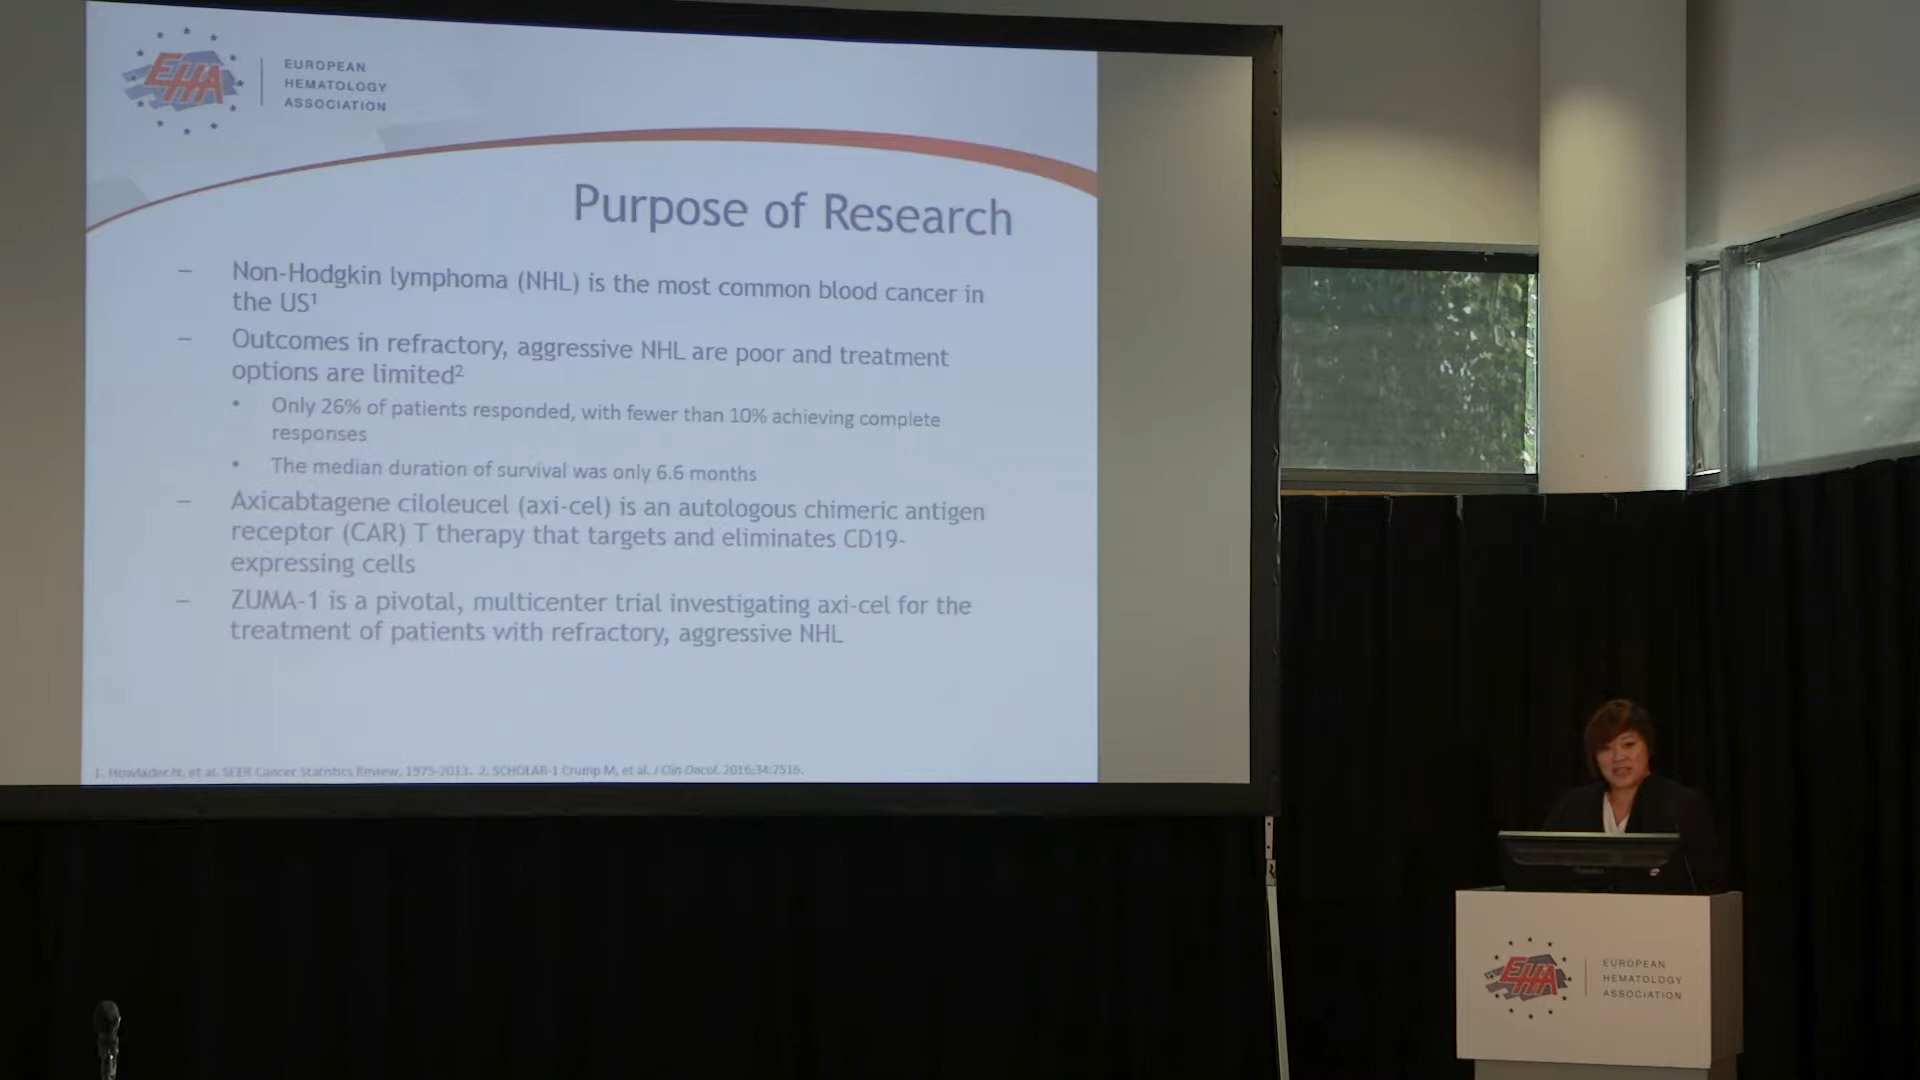 EHA
EUROPEAN
HEMATOLOGY
ASSOCIATION
Purpose of Research
– Non-Hodgkin lymphoma (NHL) is the most common blood cancer in
the US¹
– Outcomes in refractory, aggressive NHL are poor and treatment
options are limited²
• Only 26% of patients responded, with fewer than 10% achieving complete
responses
• The median duration of survival was only 6.6 months
– Axicabtagene ciloleucel (axi-cel) is an autologous chimeric antigen
receptor (CAR) T therapy that targets and eliminates CD19-
expressing cells
– ZUMA-1 is a pivotal, multicenter trial investigating axi-cel for the
treatment of patients with refractory, aggressive NHL
1. Howlader N, et al. SEER Cancer Statistics Review, 1975-2013. 2. SCHOLAR-1 Crump M, et al. J Clin Oncol. 2016;34:7516.
EHA
EUROPEAN
HEMATOLOGY
ASSOCIATION